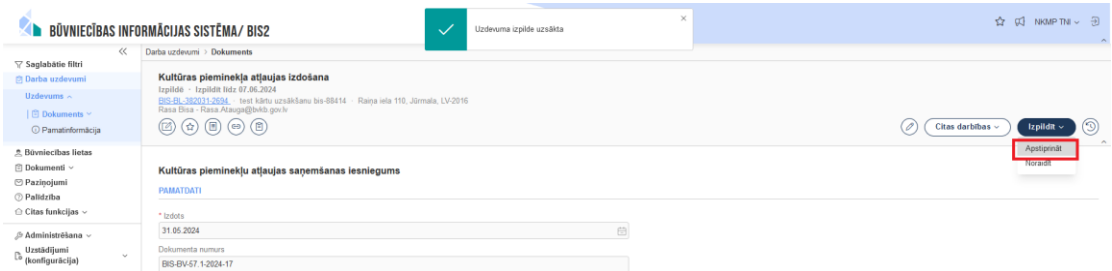 BŪVNIECĪBAS INFORMĀCIJAS SISTĒMA/ BIS2
Uzdevuma izpilde uzsākta
NKMP TNI
Saglabātie filtri
Darba uzdevumi
Uzdevums
Dokuments
Pamatinformācija
Būvniecības lietas
Dokumenti
Paziņojumi
Palīdzība
Citas funkcijas
Administrēšana
Uzstādījumi
(konfigurācija)
Darba uzdevumi > Dokuments
Kultūras pieminekļa atļaujas izdošana
Izpildē - Izpildīt līdz 07.06.2024
BIS-BL-382031-2694 - test kārtu uzsākšanu bis-88414 - Raiņa iela 110, Jūrmala, LV-2016
Rasa Bisa - Rasa.Atauga@bvkb.gov.lv
Citas darbības
Izpildīt
Apstiprināt
Noraidīt
Kultūras pieminekļu atļaujas saņemšanas iesniegums
PAMATDATI
* Izdots
31.05.2024
Dokumenta numurs
BIS-BV-57.1-2024-17